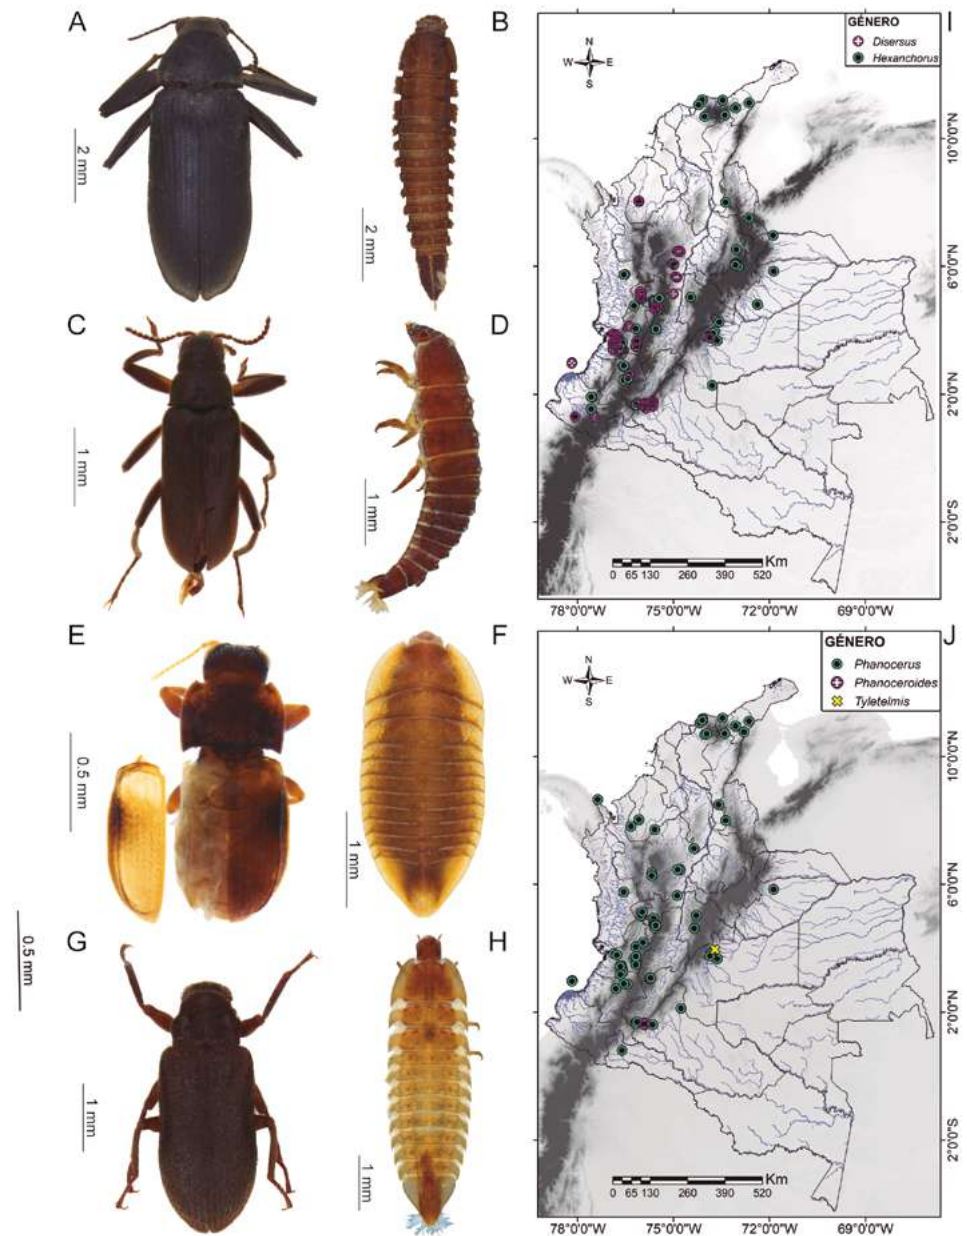 A
2 mm
B
2 mm
C
1 mm
D
1 mm
E
0.5 mm
F
1 mm
0.5 mm
G
1 mm
H
1 mm
I
GÉNERO
Disersus
Hexanchorus
N
W E
S
10°0'0"N
6°0'0"N
2°0'0"N
2°0'0"S
Km
0 65 130 260 390 520
78°0'0"W 75°0'0"W 72°0'0"W 69°0'0"W
J
GÉNERO
Phanocerus
Phanoceroides
Tyletelmis
N
W E
S
10°0'0"N
6°0'0"N
2°0'0"N
2°0'0"S
Km
0 65 130 260 390 520
78°0'0"W 75°0'0"W 72°0'0"W 69°0'0"W